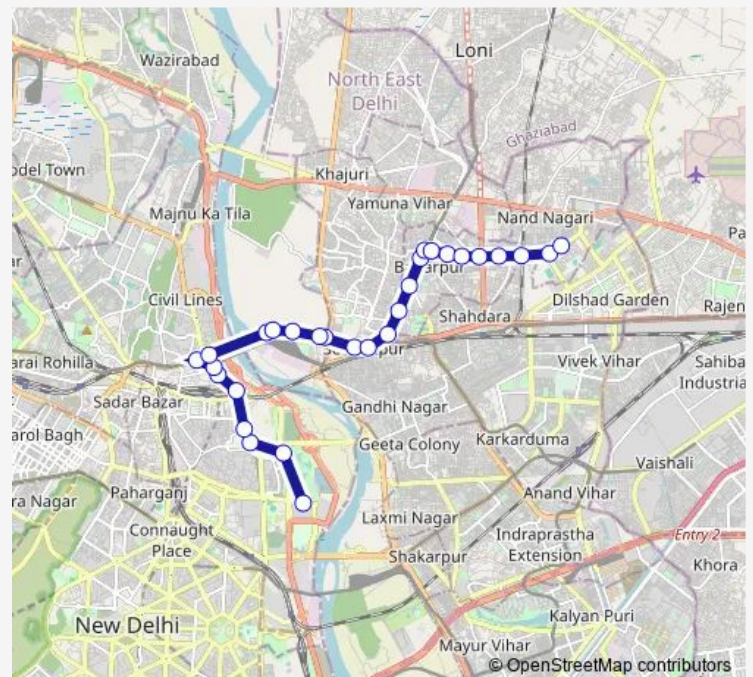 Loni
Wazirabad
North East
Delhi
Ghaziabad
odel Town
Khajuri
Yamuna Vihar
Majnu Ka Tila
Nand Nagari
Pa
ar
Civil Lines
Dilshad Garden
Shahdara
Rajen
arai Rohilla
Vivek Vihar
Sahiba
Industria
Sadar Bazar
Gandhi Nagar
arol Bagh
Geeta Colony
Karkarduma
Vaishali
ra Nagar
Paharganj
Anand Vihar
Laxmi Nagar
Connaught
Place
Indraprastha
Extension
Entry 2
Shakarpur
Khora
Kalyan Puri
New Delhi
Mayur Vihar
© OpenStreetMap contributors